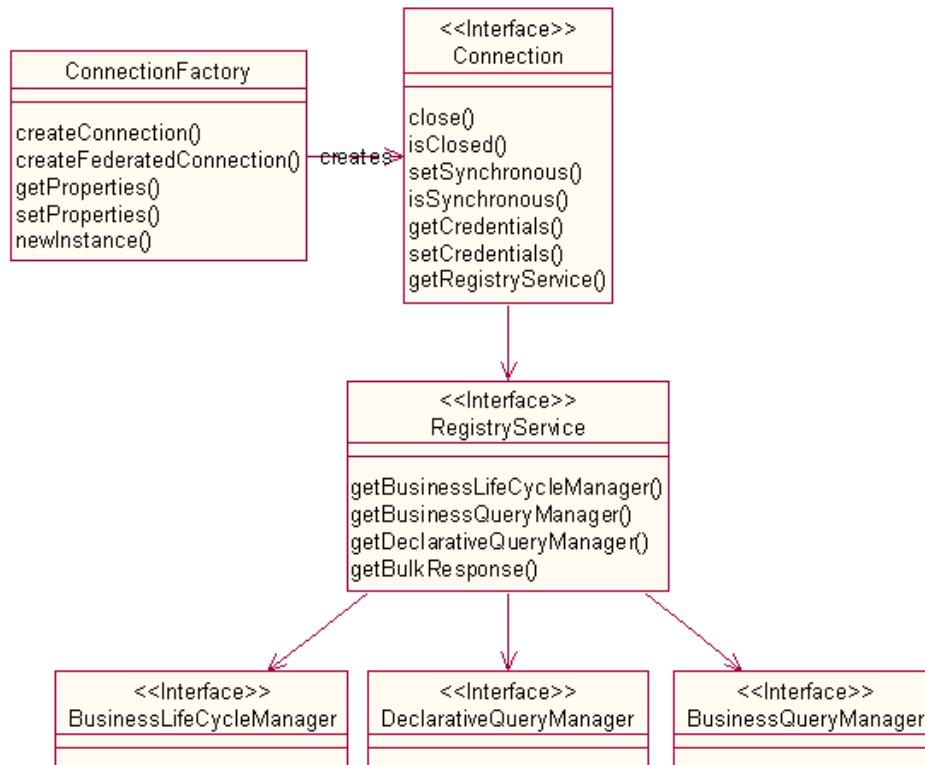 <<Interface>>
Connection
ConnectionFactory
createConnection()
createFederatedConnection()
getProperties()
setProperties()
newInstance()
creates
close()
isClosed()
setSynchronous()
isSynchronous()
getCredentials()
setCredentials()
getRegistryService()
<<Interface>>
RegistryService
getBusinessLifeCycleManager()
getBusinessQueryManager()
getDeclarativeQueryManager()
getBulkResponse()
<<Interface>>
BusinessLifeCycleManager
<<Interface>>
DeclarativeQueryManager
<<Interface>>
BusinessQueryManager